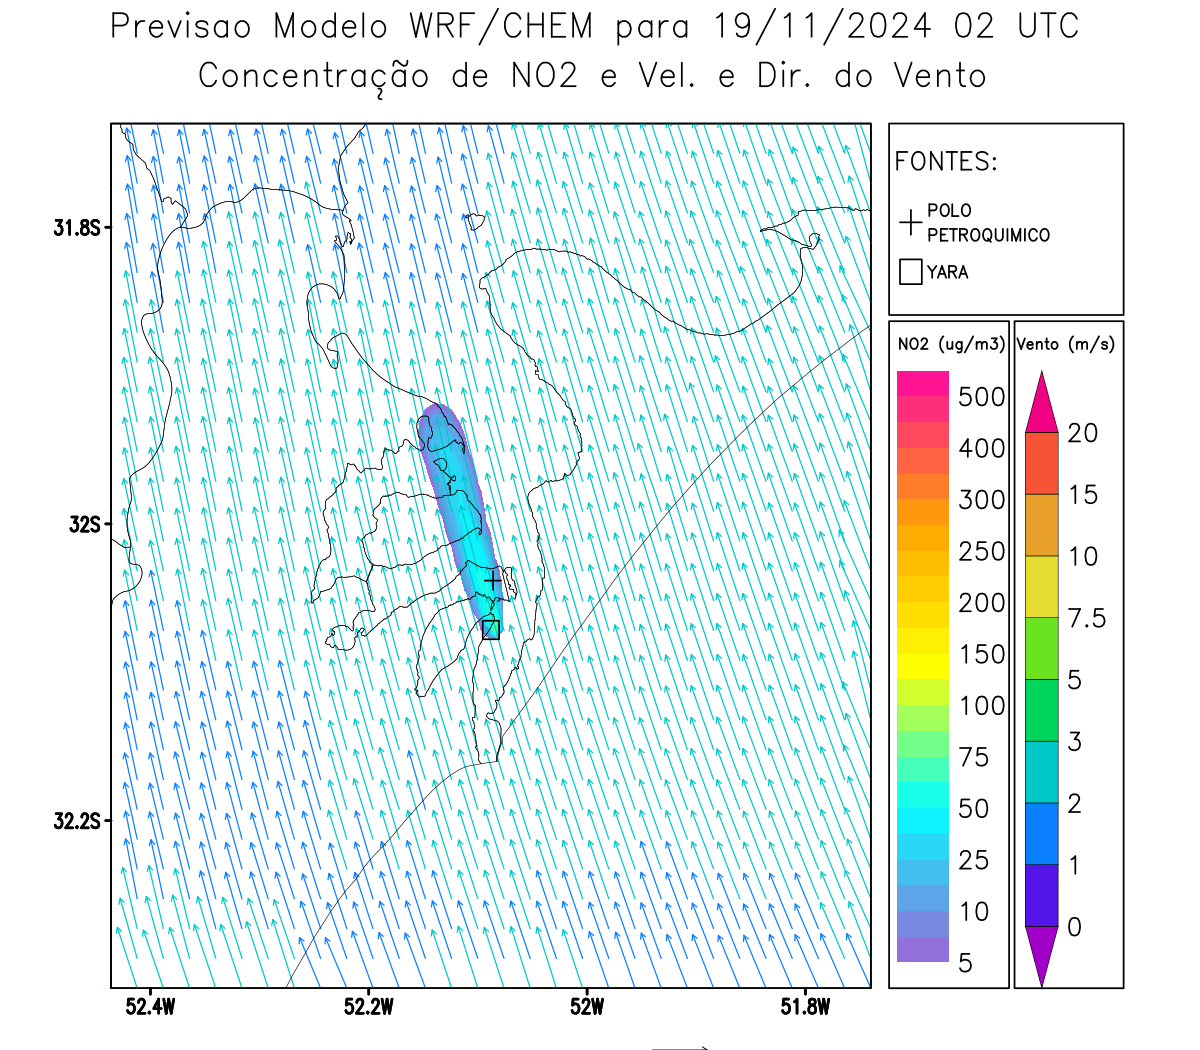 Previsao Modelo WRF/CHEM para 19/11/2024 02 UTC
Concentração de NO2 e Vel. e Dir. do Vento
FONTES:
POLO
PETROQUIMICO
YARA
31.8S
32S
32.2S
52.4W
52.2W
52W
51.8W
NO2 (ug/m3)
500
400
300
250
200
150
100
75
50
25
10
5
Vento (m/s)
20
15
10
7.5
5
3
2
1
0